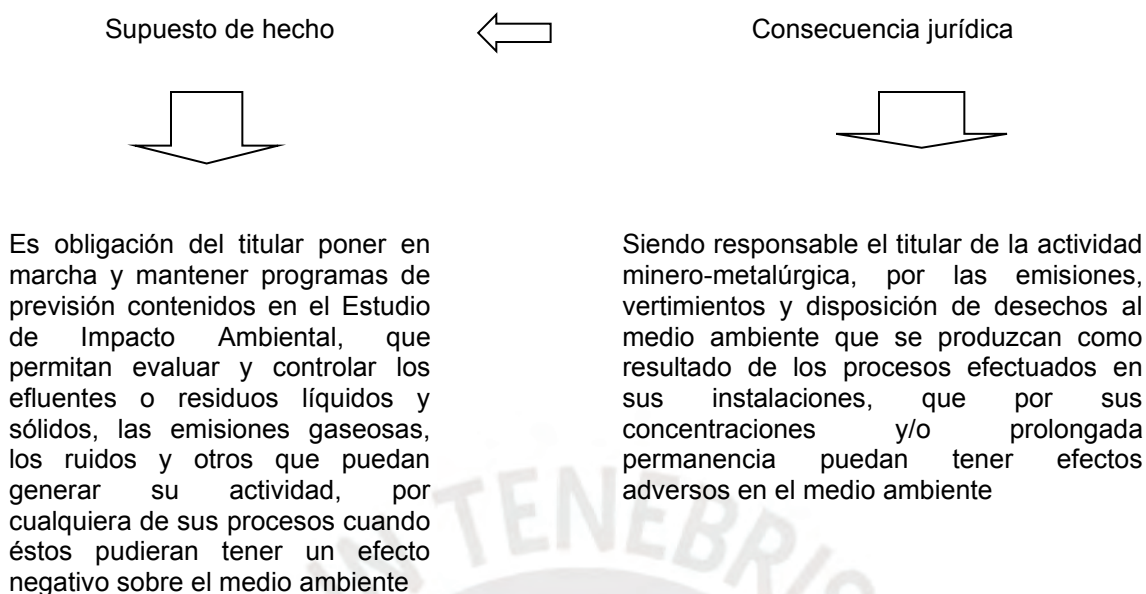 Supuesto de hecho
Consecuencia jurídica
Es obligación del titular poner en
marcha y mantener programas de
previsión contenidos en el Estudio
de Impacto Ambiental, que
permitan evaluar y controlar los
efluentes o residuos líquidos y
sólidos, las emisiones gaseosas,
los ruidos y otros que puedan
generar su actividad, por
cualquiera de sus procesos cuando
éstos pudieran tener un efecto
negativo sobre el medio ambiente
Siendo responsable el titular de la actividad
minero-metalúrgica, por las emisiones,
vertimientos y disposición de desechos al
medio ambiente que se produzcan como
resultado de los procesos efectuados en
sus instalaciones, que por sus
concentraciones y/o prolongada
permanencia puedan tener efectos
adversos en el medio ambiente
TENEBRIS